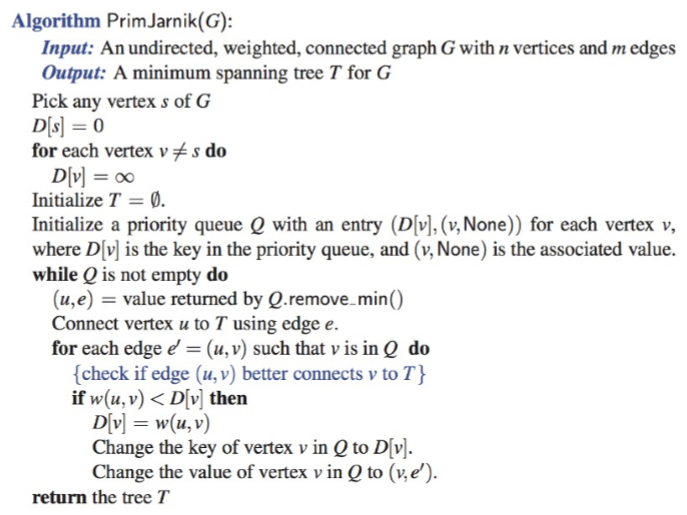 Algorithm PrimJarnik(G):
Input: An undirected, weighted, connected graph G with n vertices and m edges
Output: A minimum spanning tree T for G
Pick any vertex s of G
D[s] = 0
for each vertex v ≠ s do
D[v] = ∞
Initialize T = ∅.
Initialize a priority queue Q with an entry (D[v],(v,None)) for each vertex v,
where D[v] is the key in the priority queue, and (v,None) is the associated value.
while Q is not empty do
(u,e) = value returned by Q.remove_min()
Connect vertex u to T using edge e.
for each edge e′ = (u,v) such that v is in Q do
{check if edge (u,v) better connects v to T}
if w(u,v) < D[v] then
D[v] = w(u,v)
Change the key of vertex v in Q to D[v].
Change the value of vertex v in Q to (v,e′).
return the tree T